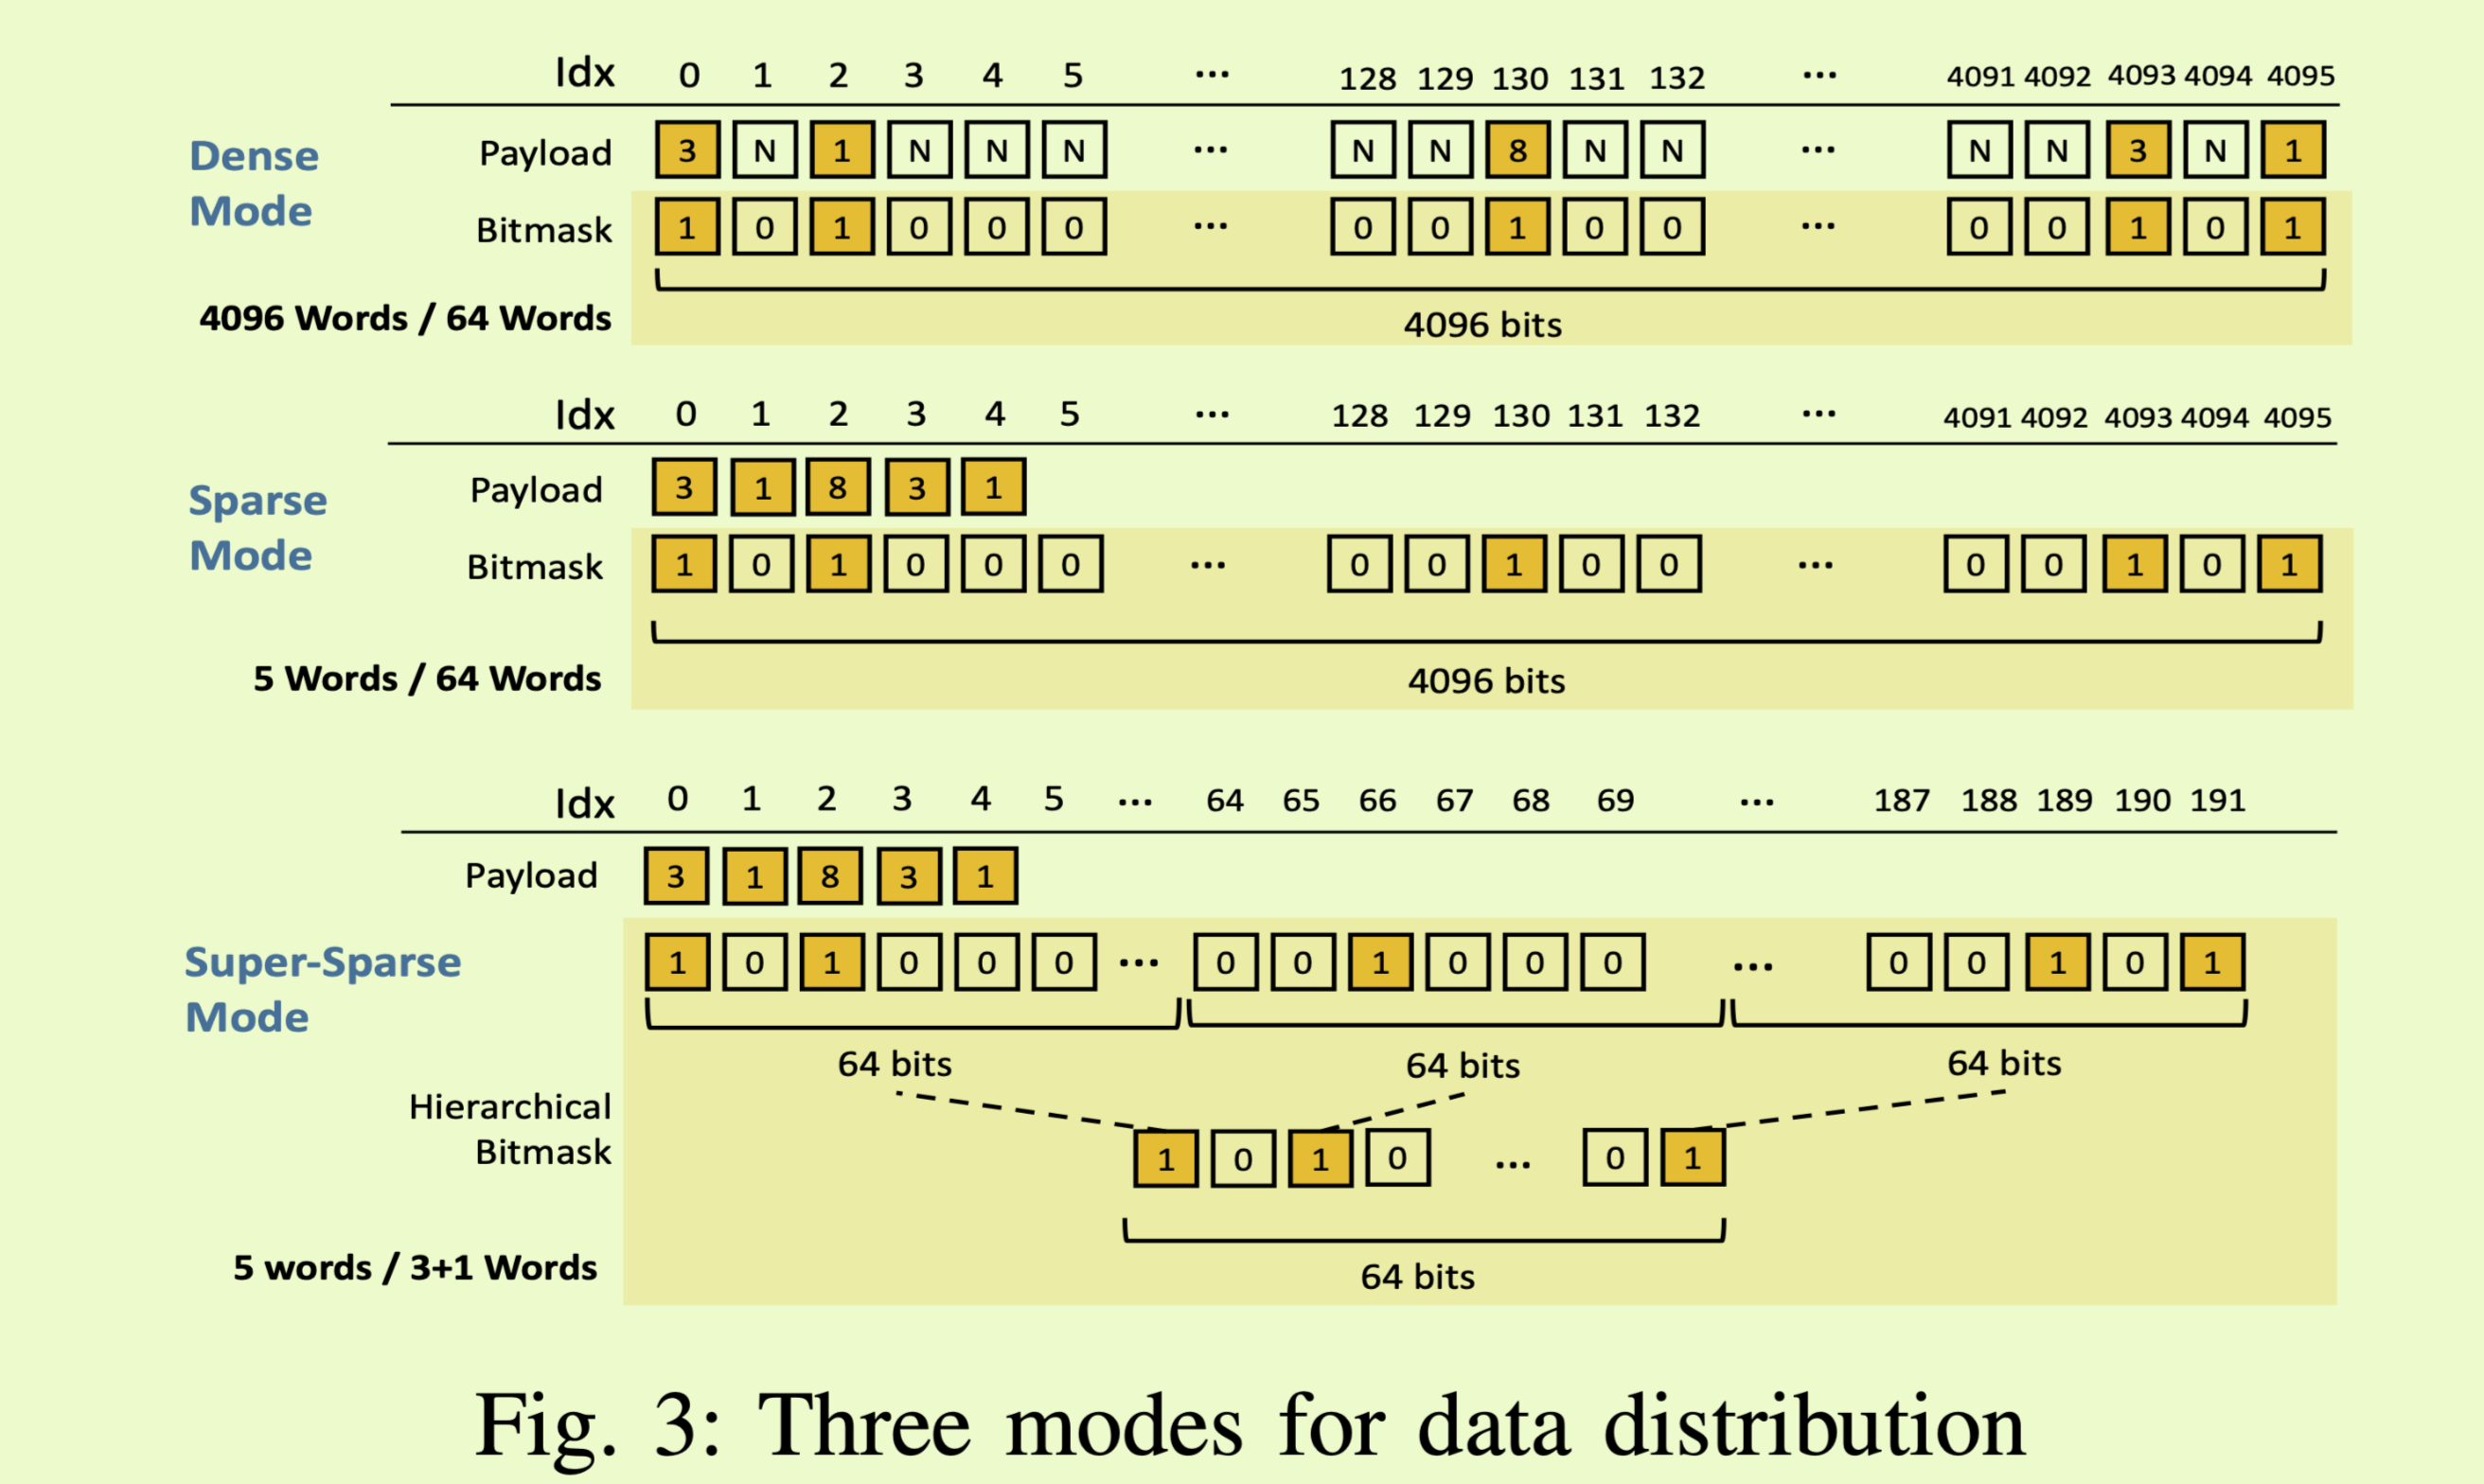 Idx 0 1 2 3 4 5 ... 128 129 130 131 132 ... 4091 4092 4093 4094 4095
Dense Mode
Payload 3 N 1 N N N ... N N 8 N N ... N N 3 N 1
Bitmask 1 0 1 0 0 0 ... 0 0 1 0 0 ... 0 0 1 0 1
4096 Words / 64 Words
4096 bits
Idx 0 1 2 3 4 5 ... 128 129 130 131 132 ... 4091 4092 4093 4094 4095
Sparse Mode
Payload 3 1 8 3 1
Bitmask 1 0 1 0 0 0 ... 0 0 1 0 0 ... 0 0 1 0 1
5 Words / 64 Words
4096 bits
Idx 0 1 2 3 4 5 ... 64 65 66 67 68 69 ... 187 188 189 190 191
Payload 3 1 8 3 1
Super-Sparse Mode
1 0 1 0 0 0 ... 0 0 1 0 0 0 ... 0 0 1 0 1
64 bits 64 bits 64 bits
Hierarchical Bitmask
1 0 1 0 ... 0 1
5 words / 3+1 Words
64 bits
Fig. 3: Three modes for data distribution